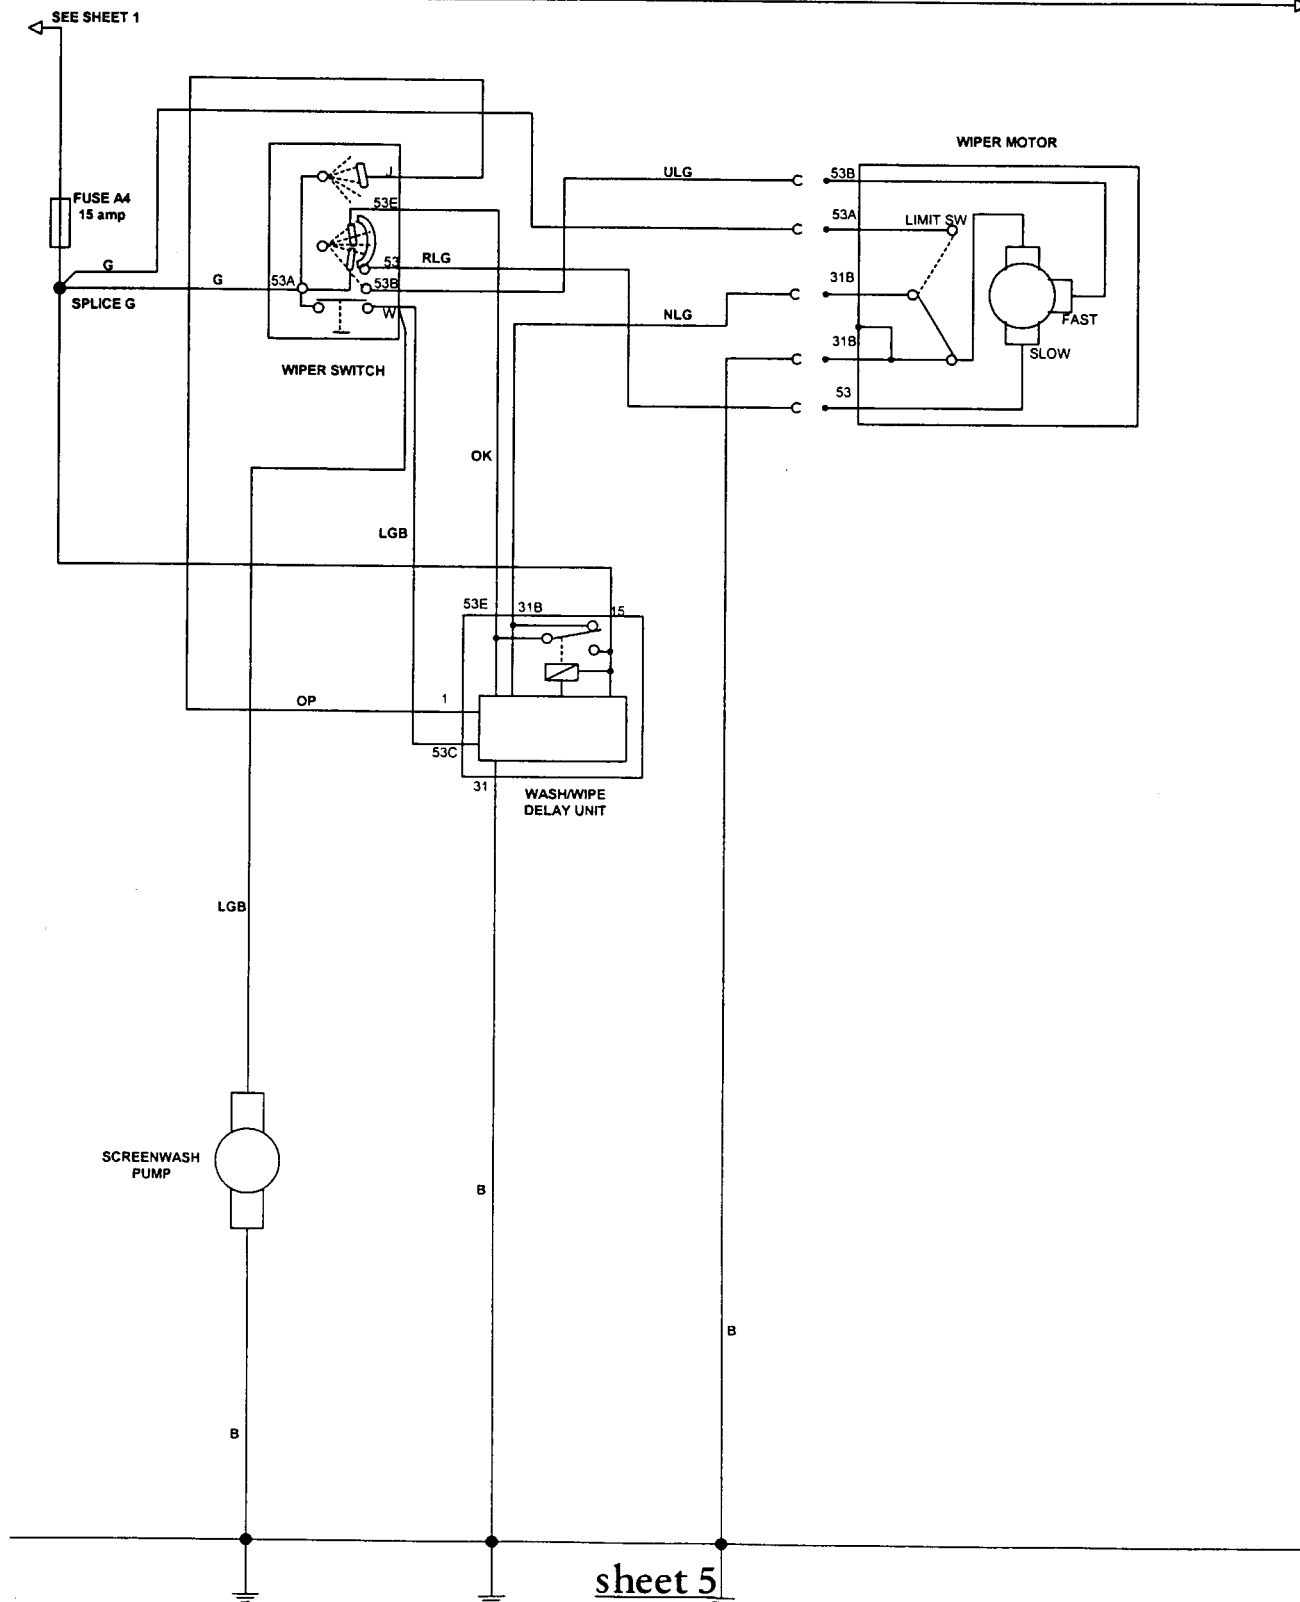 SEE SHEET 1
WIPER MOTOR
J
ULG
53B
FUSE A4
15 amp
53E
53A
LIMIT SW
G
G
53A
53
RLG
53B
31B
SPLICE G
W
NLG
FAST
31B
SLOW
WIPER SWITCH
53
OK
LGB
53E
31B
15
OP
1
53C
31
WASH/WIPE
DELAY UNIT
LGB
SCREENWASH
PUMP
B
B
B
sheet 5